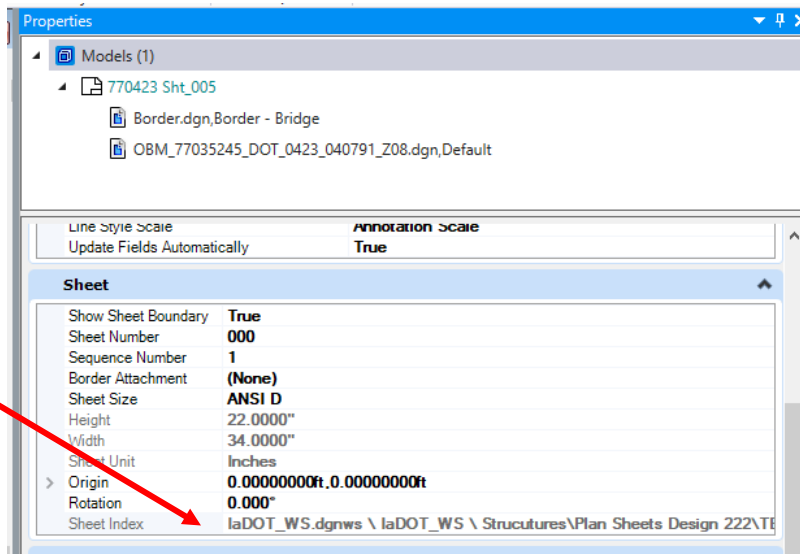 Properties
Models (1)
770423 Sht_005
Border.dgn,Border - Bridge
OBM_77035245_DOT_0423_040791_Z08.dgn,Default
Line Style Scale Annotation Scale
Update Fields Automatically True
Sheet
Show Sheet Boundary True
Sheet Number 000
Sequence Number 1
Border Attachment (None)
Sheet Size ANSI D
Height 22.0000"
Width 34.0000"
Sheet Unit Inches
Origin 0.00000000ft,0.00000000ft
Rotation 0.000°
Sheet Index IaDOT_WS.dgnws \ IaDOT_WS \ Strucutures\Plan Sheets Design 222\TE